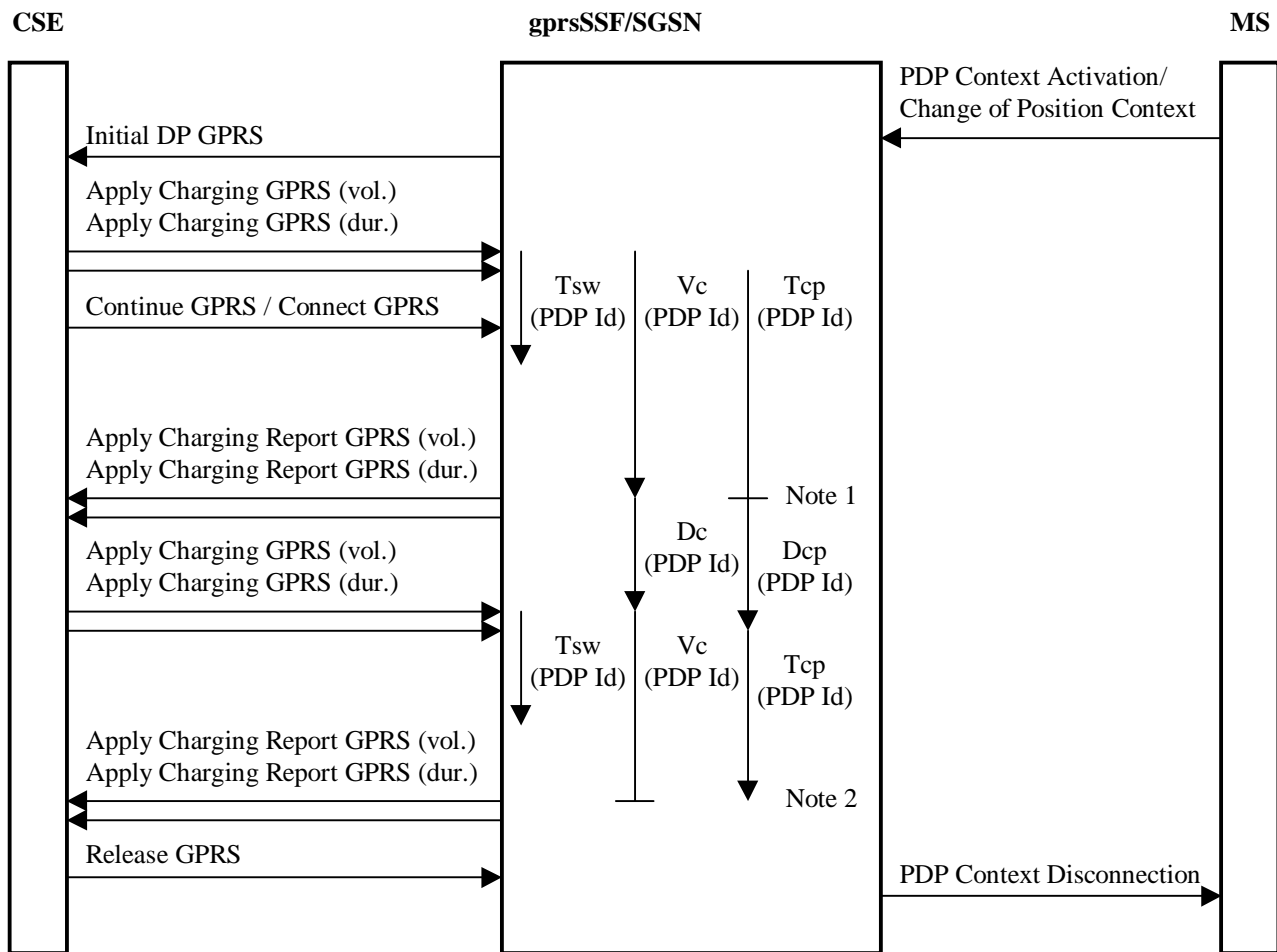 CSE
gprsSSF/SGSN
MS
PDP Context Activation/
Change of Position Context
Initial DP GPRS
Apply Charging GPRS (vol.)
Apply Charging GPRS (dur.)
Tsw
(PDP Id)
Vc
(PDP Id)
Tcp
(PDP Id)
Continue GPRS / Connect GPRS
Apply Charging Report GPRS (vol.)
Apply Charging Report GPRS (dur.)
Note 1
Dc
(PDP Id)
Dcp
(PDP Id)
Apply Charging GPRS (vol.)
Apply Charging GPRS (dur.)
Tsw
(PDP Id)
Vc
(PDP Id)
Tcp
(PDP Id)
Apply Charging Report GPRS (vol.)
Apply Charging Report GPRS (dur.)
Note 2
Release GPRS
PDP Context Disconnection